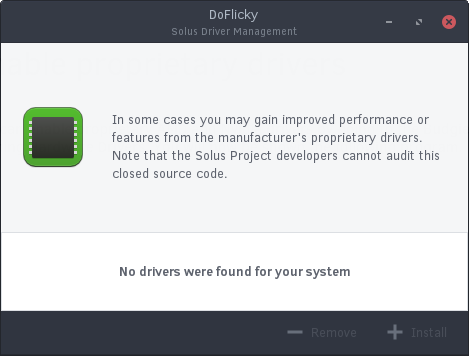 DoFlicky
Solus Driver Management
In some cases you may gain improved performance or
features from the manufacturer's proprietary drivers.
Note that the Solus Project developers cannot audit this
closed source code.
No drivers were found for your system
Remove
Install